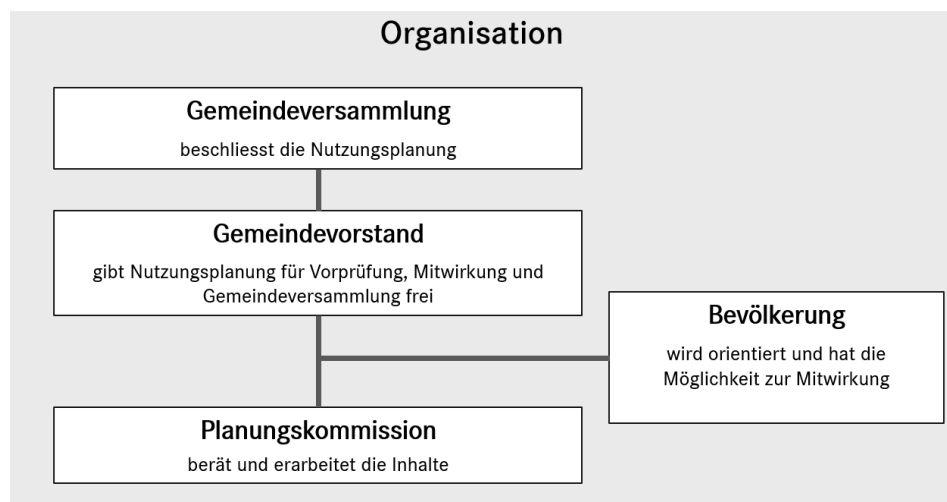 Organisation
Gemeindeversammlung
beschliesst die Nutzungsplanung
Gemeindevorstand
gibt Nutzungsplanung für Vorprüfung, Mitwirkung und
Gemeindeversammlung frei
Bevölkerung
wird orientiert und hat die
Möglichkeit zur Mitwirkung
Planungskommission
berät und erarbeitet die Inhalte